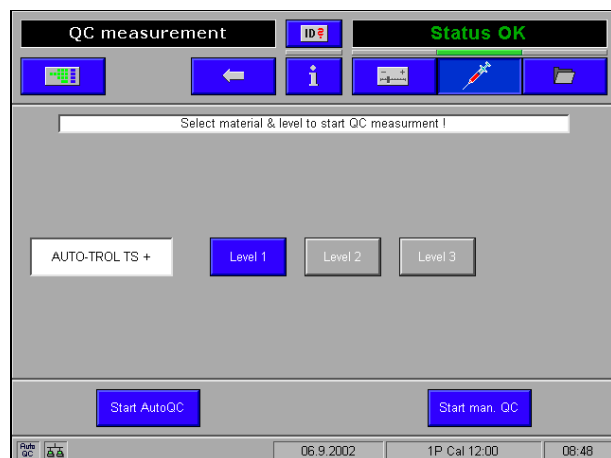 QC measurement
ID?
Status OK
i
Select material & level to start QC measurment !
AUTO-TROL TS +
Level 1
Level 2
Level 3
Start AutoQC
Start man. QC
Auto
QC
06.9.2002
1P Cal 12:00
08:48